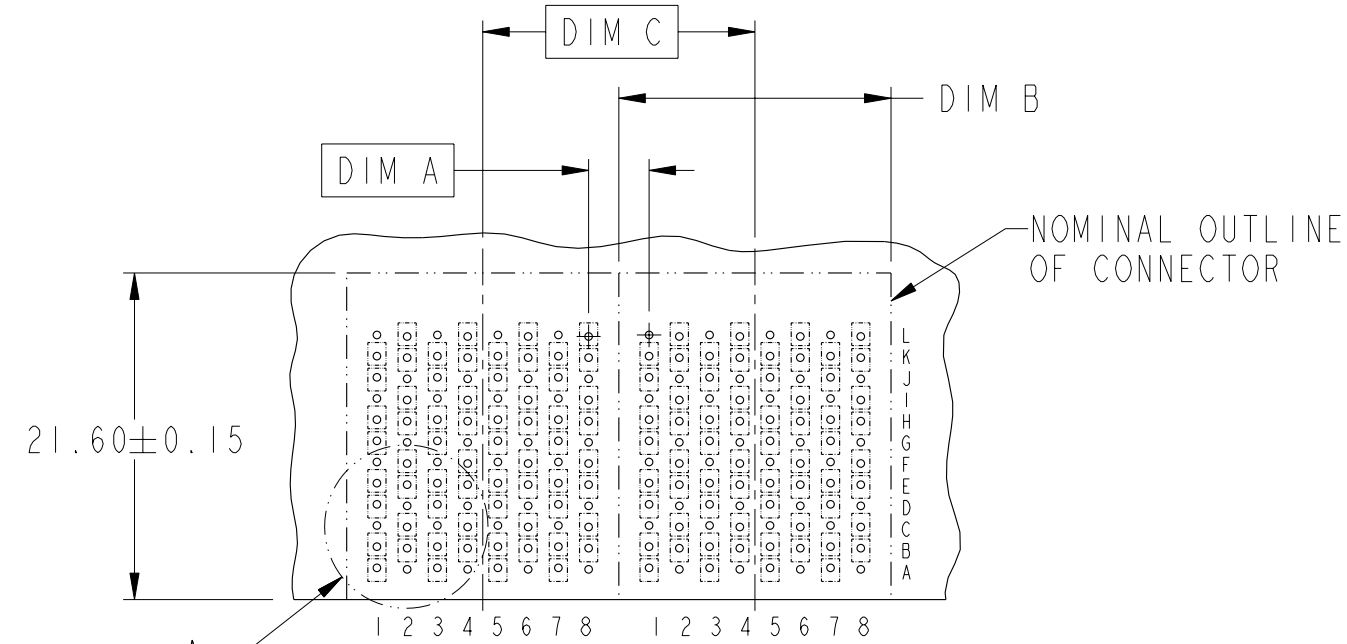 DIM C
DIM B
DIM A
NOMINAL OUTLINE
OF CONNECTOR
21.60±0.15
L
K
J
I
H
G
F
E
D
C
B
A
1 2 3 4 5 6 7 8 1 2 3 4 5 6 7 8